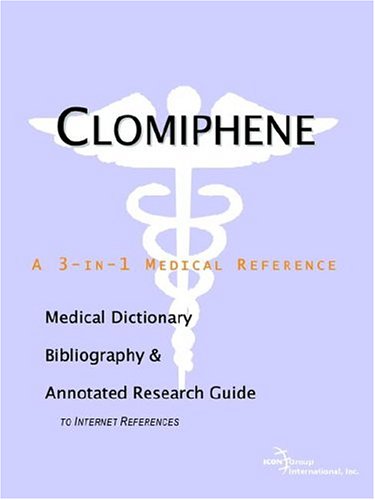 CLOMIPHENE
A 3-IN-1 MEDICAL REFERENCE
Medical Dictionary
Bibliography &
Annotated Research Guide
TO INTERNET REFERENCES
ICON Group
International, Inc.